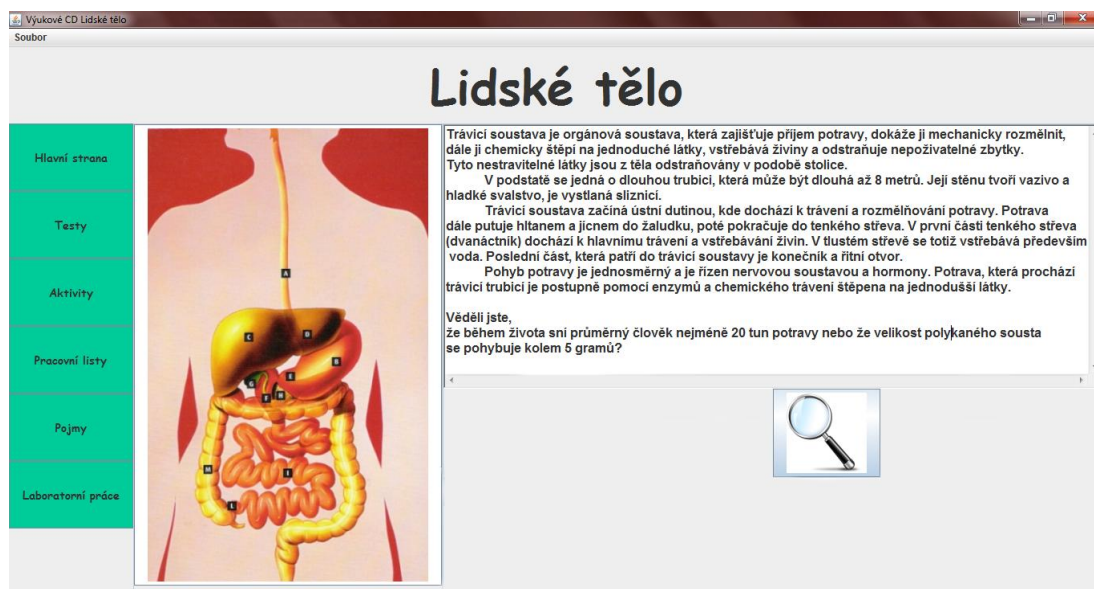 Výukové CD Lidské tělo
Soubor
Lidské tělo
Hlavní strana
Testy
Aktivity
Pracovní listy
Pojmy
Laboratorní práce
A
C
D
B
E
G
F
H
M
I
L
Trávicí soustava je orgánová soustava, která zajišťuje příjem potravy, dokáže ji mechanicky rozmělnit,
dále ji chemicky štěpí na jednoduché látky, vstřebává živiny a odstraňuje nepoživatelné zbytky.
Tyto nestravitelné látky jsou z těla odstraňovány v podobě stolice.
V podstatě se jedná o dlouhou trubici, která může být dlouhá až 8 metrů. Její stěnu tvoří vazivo a
hladké svalstvo, je vystlaná sliznicí.
Trávicí soustava začíná ústní dutinou, kde dochází k trávení a rozmělňování potravy. Potrava
dále putuje hltanem a jícnem do žaludku, poté pokračuje do tenkého střeva. V první části tenkého střeva
(dvanáctník) dochází k hlavnímu trávení a vstřebávání živin. V tlustém střevě se totiž vstřebává především
voda. Poslední část, která patří do trávicí soustavy je konečník a řitní otvor.
Pohyb potravy je jednosměrný a je řízen nervovou soustavou a hormony. Potrava, která prochází
trávicí trubicí je postupně pomocí enzymů a chemického trávení štěpena na jednodušší látky.
Věděli jste,
že během života sní průměrný člověk nejméně 20 tun potravy nebo že velikost polykaného sousta
se pohybuje kolem 5 gramů?